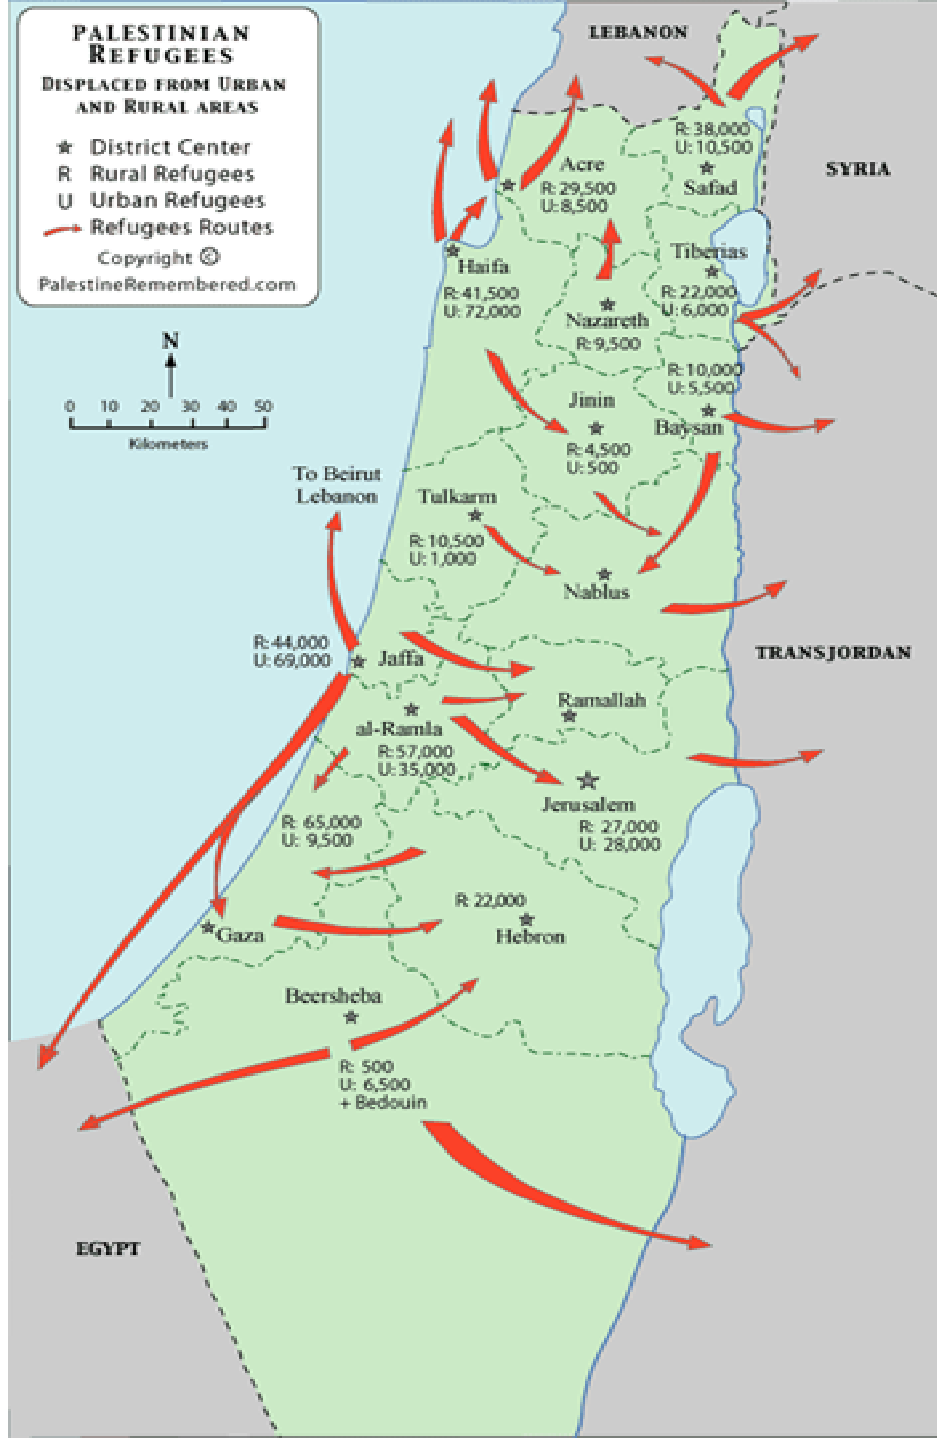 PALESTINIAN
REFUGEES
DISPLACED FROM URBAN
AND RURAL AREAS
District Center
R Rural Refugees
U Urban Refugees
Refugees Routes
Copyright ©
PalestineRemembered.com
N
0 10 20 30 40 50
Kilometers
LEBANON
SYRIA
R: 38,000
U: 10,500
Safad
Acre
R: 29,500
U: 8,500
Tiberias
R: 22,000
U: 6,000
Haifa
R: 41,500
U: 72,000
Nazareth
R: 9,500
R: 10,000
U: 5,500
Baysan
Jinin
R: 4,500
U: 500
To Beirut
Lebanon
Tulkarm
R: 10,500
U: 1,000
Nablus
R: 44,000
U: 69,000
Jaffa
TRANSJORDAN
Ramallah
al-Ramla
R: 57,000
U: 35,000
Jerusalem
R: 27,000
U: 28,000
R: 65,000
U: 9,500
Gaza
R: 22,000
Hebron
Beersheba
R: 500
U: 6,500
+ Bedouin
EGYPT